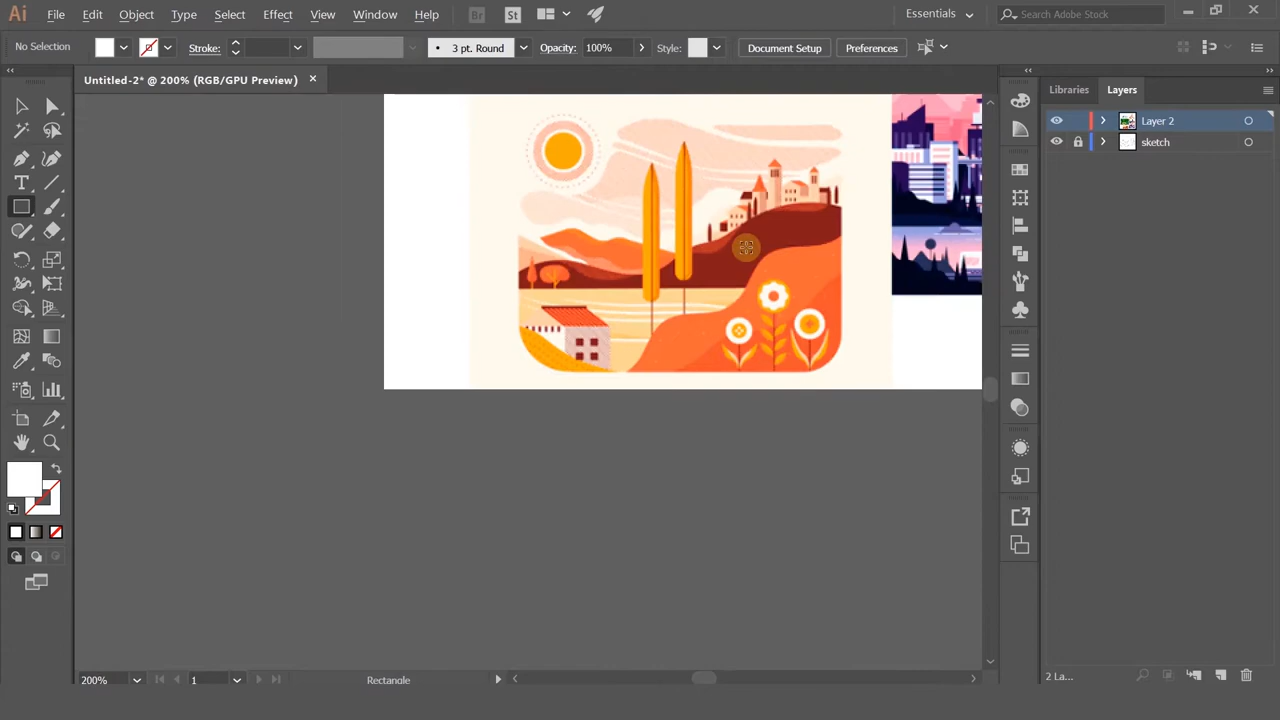 Ai File Edit Object Type Select Effect View Window Help Br St Essentials Search Adobe Stock
No Selection Stroke: 3 pt. Round Opacity: 100% Style: Document Setup Preferences
Untitled-2* @ 200% (RGB/GPU Preview) Libraries Layers
Layer 2
sketch
200% 1 Rectangle 2 La...